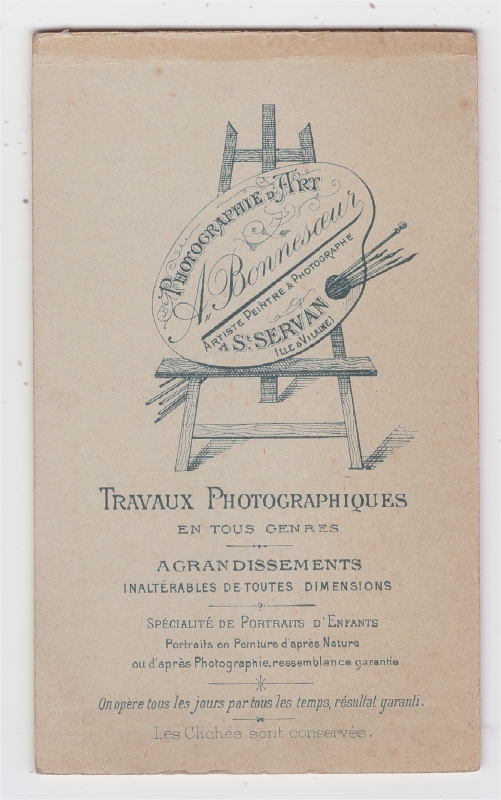 PHOTOGRAPHIE D'ART
A. Bonnesœur
ARTISTE PEINTRE & PHOTOGRAPHE
A St. SERVAN
(ILLE & VILAINE)
TRAVAUX PHOTOGRAPHIQUES
EN TOUS GENRES
AGRANDISSEMENTS
INALTÉRABLES DE TOUTES DIMENSIONS
SPÉCIALITÉ DE PORTRAITS D'ENFANTS
Portraits en Peinture d'après Nature
ou d'après Photographie, ressemblance garantie.
On opère tous les jours par tous les temps, résultat garanti.
Les Clichés sont conservés.